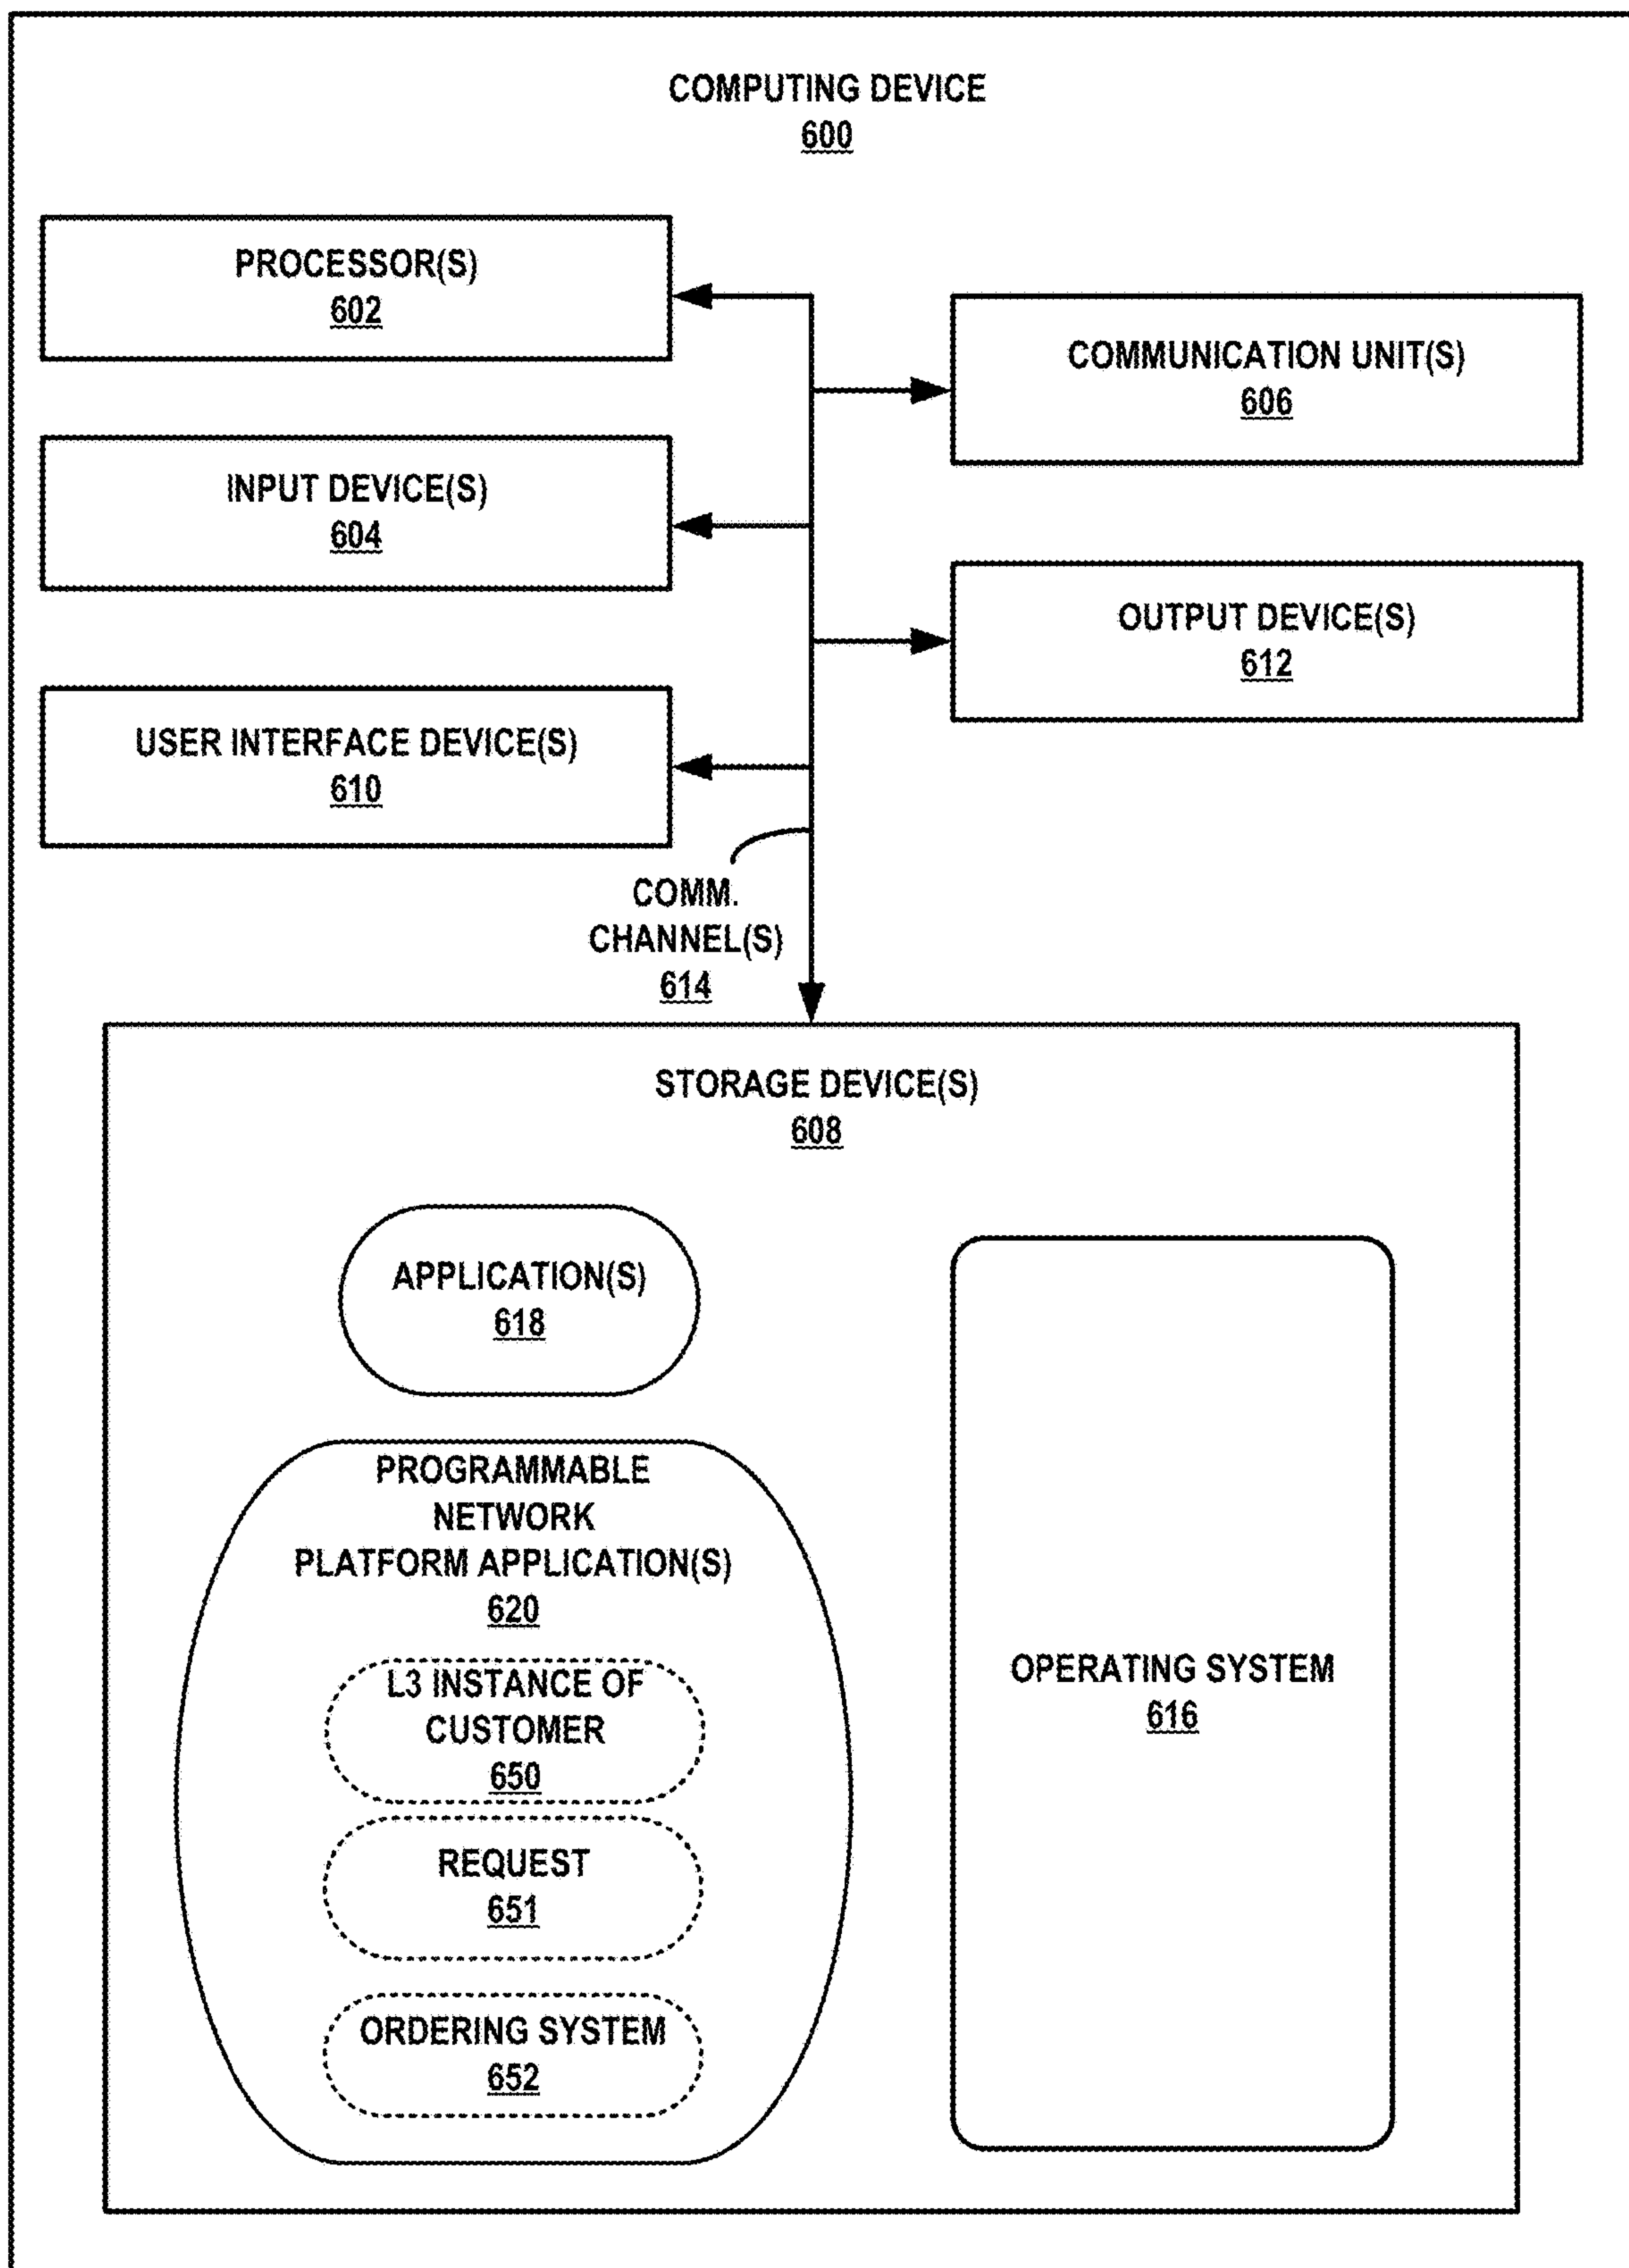 COMPUTING DEVICE
600
PROCESSOR(S)
602
COMMUNICATION UNIT(S)
606
INPUT DEVICE(S)
604
OUTPUT DEVICE(S)
612
USER INTERFACE DEVICE(S)
610
COMM.
CHANNEL(S)
614
STORAGE DEVICE(S)
608
APPLICATION(S)
618
PROGRAMMABLE
NETWORK
PLATFORM APPLICATION(S)
620
L3 INSTANCE OF
CUSTOMER
650
REQUEST
651
ORDERING SYSTEM
652
OPERATING SYSTEM
616